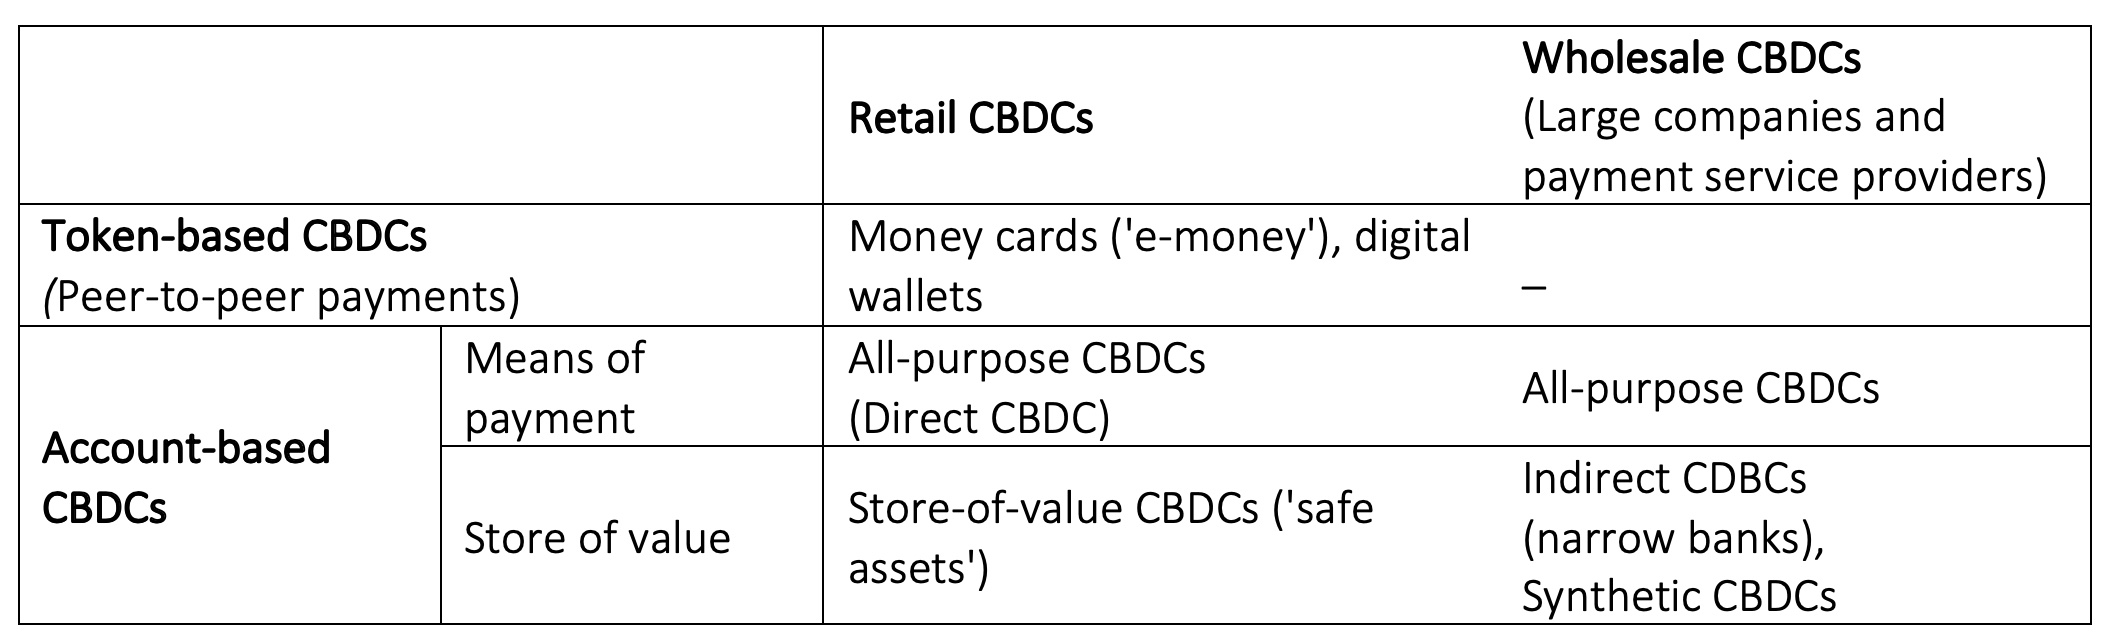 Retail CBDCs
Wholesale CBDCs
(Large companies and
payment service providers)
Token-based CBDCs
(Peer-to-peer payments)
Money cards ('e-money'), digital
wallets
–
Account-based
CBDCs
Means of
payment
All-purpose CBDCs
(Direct CBDC)
All-purpose CBDCs
Store of value
Store-of-value CBDCs ('safe
assets')
Indirect CDBCs
(narrow banks),
Synthetic CBDCs